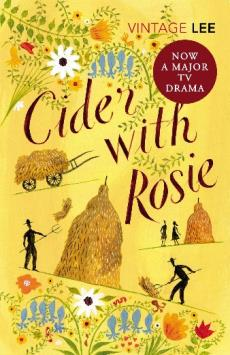 VINTAGE LEE
NOW
A MAJOR
TV
DRAMA
Cider
with
Rosie